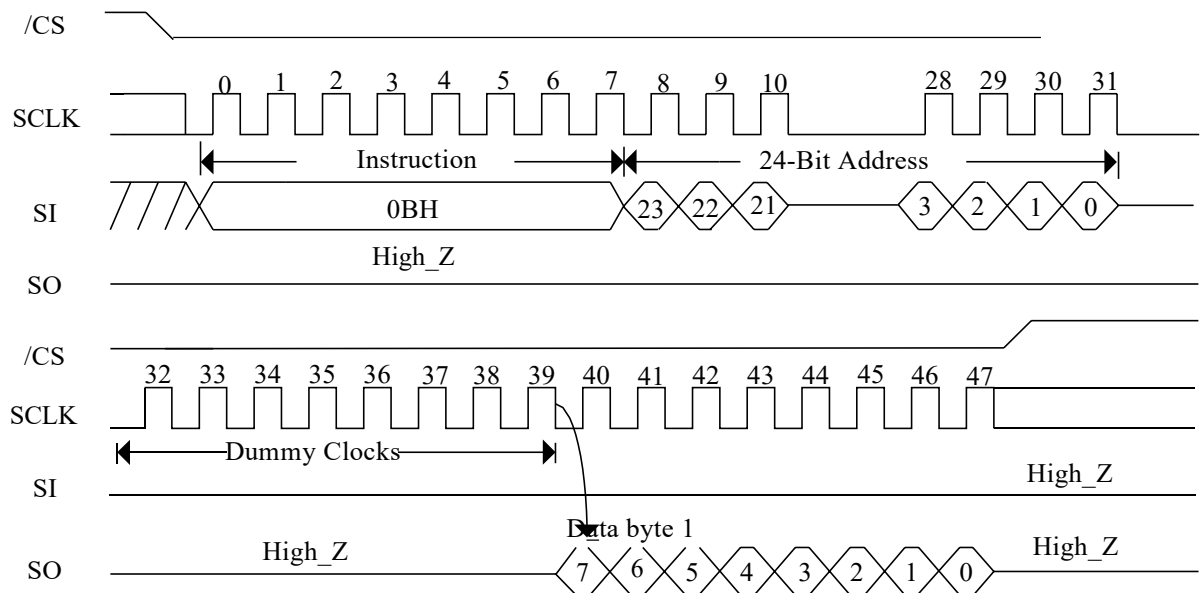 /CS
0 1 2 3 4 5 6 7 8 9 10 28 29 30 31
SCLK
Instruction 24-Bit Address
SI 0BH 23 22 21 3 2 1 0
High_Z
SO
/CS
32 33 34 35 36 37 38 39 40 41 42 43 44 45 46 47
SCLK
Dummy Clocks
High_Z
SI
Data byte 1
High_Z High_Z
SO 7 6 5 4 3 2 1 0